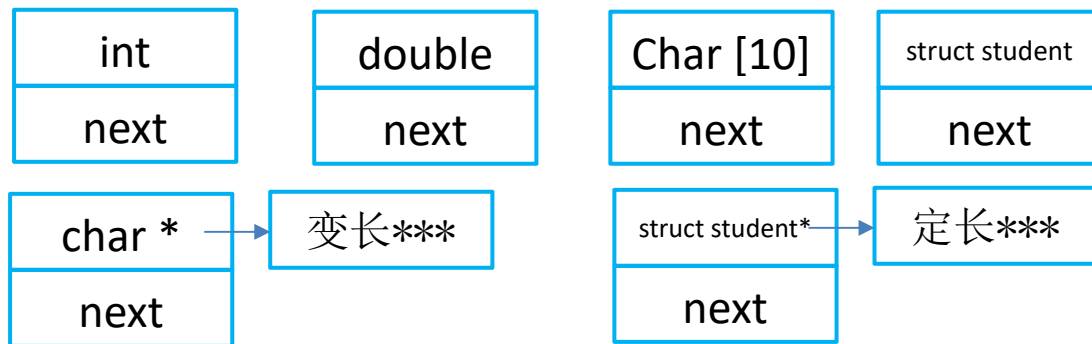 int
next
double
next
Char [10]
next
struct student
next
char *
next
变长***
struct student*
next
定长***